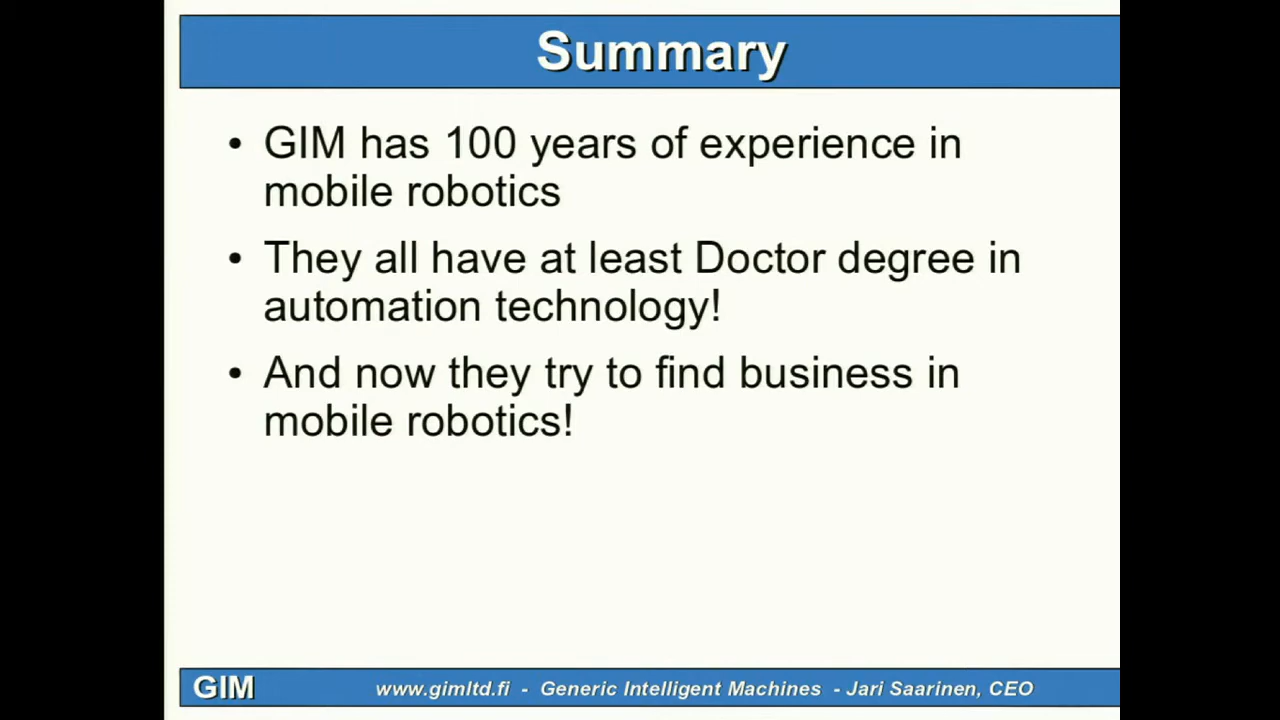 Summary
• GIM has 100 years of experience in
mobile robotics
• They all have at least Doctor degree in
automation technology!
• And now they try to find business in
mobile robotics!
GIM
www.gimltd.fi - Generic Intelligent Machines - Jari Saarinen, CEO